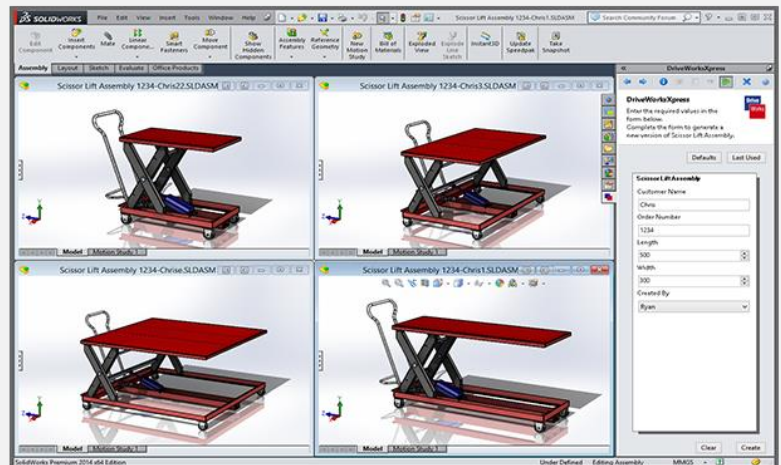 SOLIDWORKS File Edit View Insert Tools Window Help Scissor Lift Assembly 1234-Chris1.SLDASM Search Community Forum
Edit Component
Insert Components
Mate
Linear Compone...
Smart Fasteners
Move Component
Show Hidden Components
Assembly Features
Reference Geometry
New Motion Study
Bill of Materials
Exploded View
Explode Line Sketch
Instant3D
Update Speedpak
Take Snapshot
Assembly Layout Sketch Evaluate Office Products
Scissor Lift Assembly 1234-Chris22.SLDASM
Model Motion Study 1
Scissor Lift Assembly 1234-Chris3.SLDASM
Model Motion Study 1
Scissor Lift Assembly 1234-Chrise.SLDASM
Model Motion Study 1
Scissor Lift Assembly 1234-Chris1.SLDASM
Model Motion Study 1
DriveWorksXpress
DriveWorksXpress
Drive
Works
Enter the required values in the
form below.
Complete the form to generate a
new version of Scissor Lift Assembly.
Defaults Last Used
Scissor Lift Assembly
Customer Name
Chris
Order Number
1234
Length
500
Width
300
Created By
Ryan
Clear Create
SolidWorks Premium 2014 x64 Edition Under Defined Editing Assembly MMGS